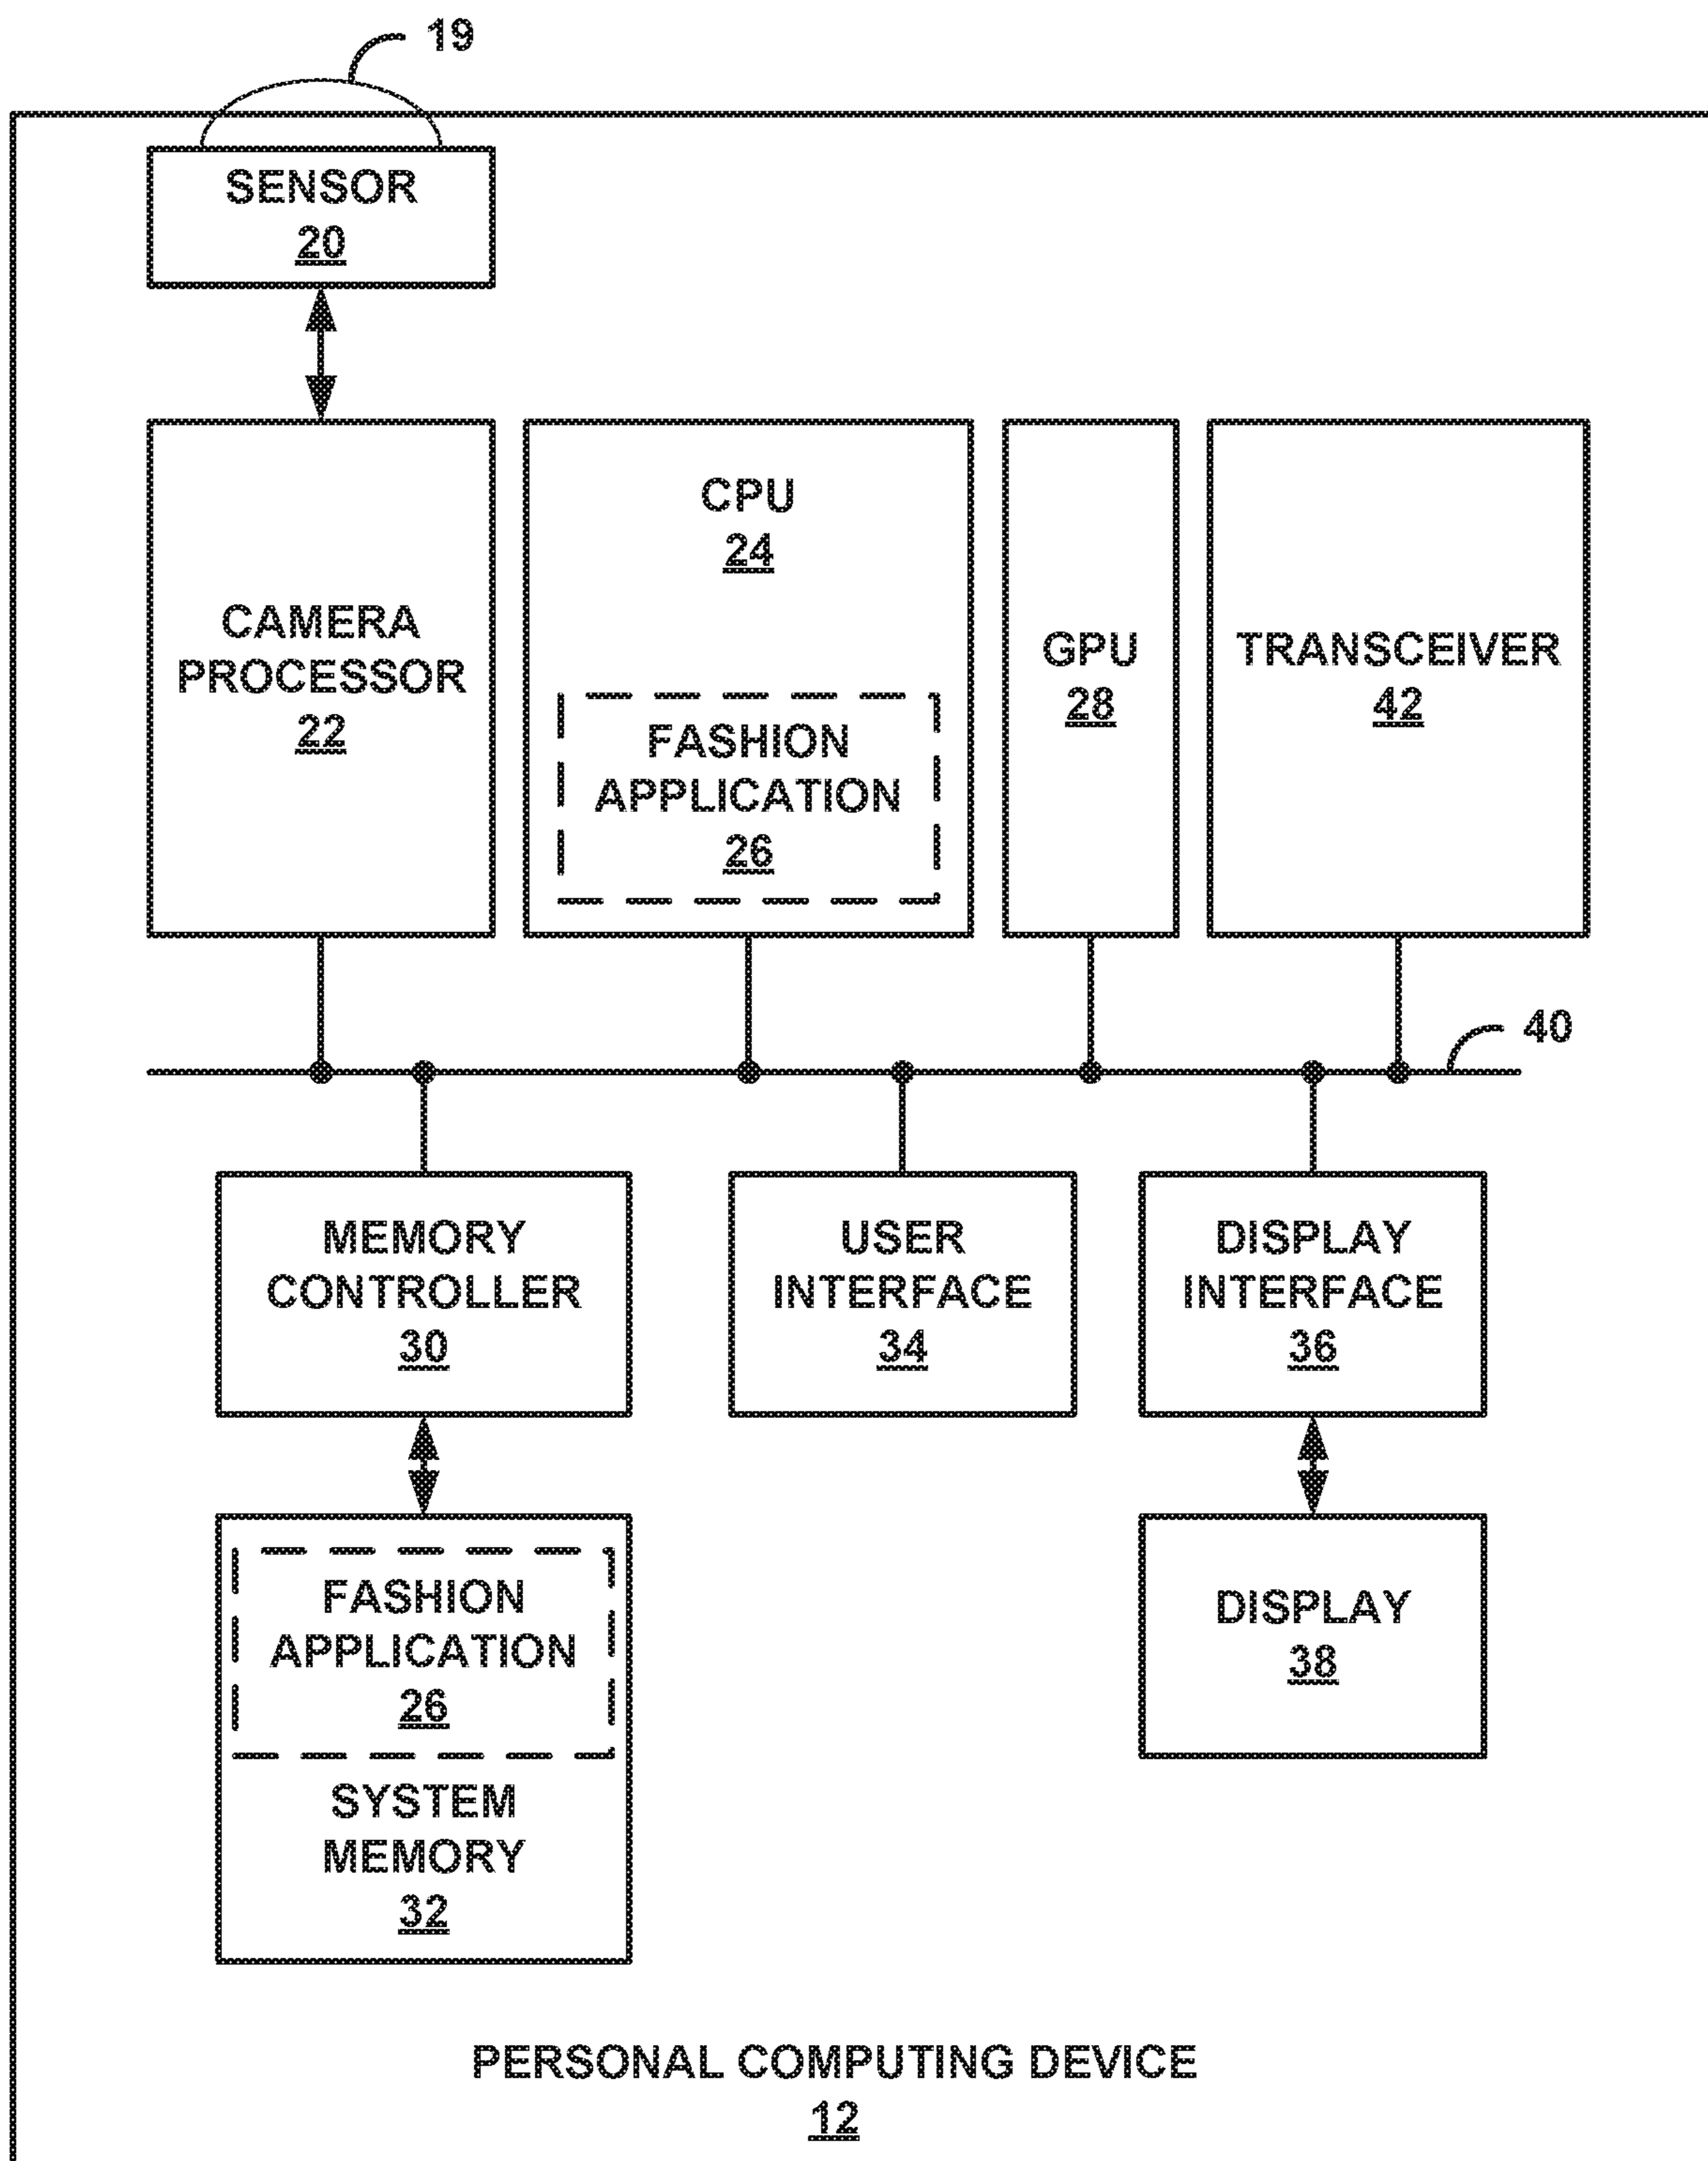 19
SENSOR
20
CAMERA
PROCESSOR
22
CPU
24
FASHION
APPLICATION
26
GPU
28
TRANSCEIVER
42
40
MEMORY
CONTROLLER
30
USER
INTERFACE
34
DISPLAY
INTERFACE
36
FASHION
APPLICATION
26
SYSTEM
MEMORY
32
DISPLAY
38
PERSONAL COMPUTING DEVICE
12